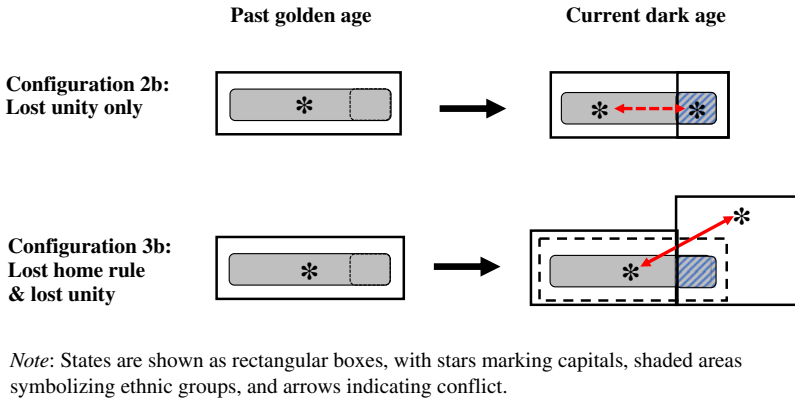 Past golden age
Current dark age
Configuration 2b:
Lost unity only
Configuration 3b:
Lost home rule
& lost unity
Note: States are shown as rectangular boxes, with stars marking capitals, shaded areas
symbolizing ethnic groups, and arrows indicating conflict.